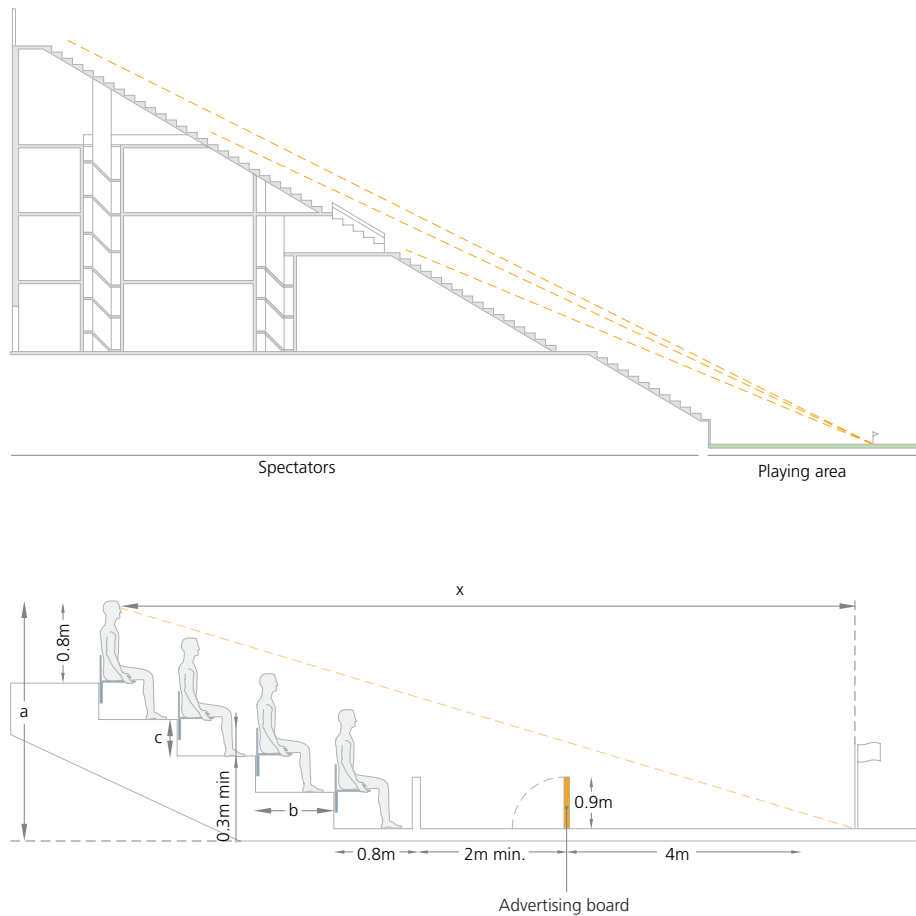 Spectators
Playing area
x
0.8m
a
c
0.3m min
b
0.9m
0.8m
2m min.
4m
Advertising board